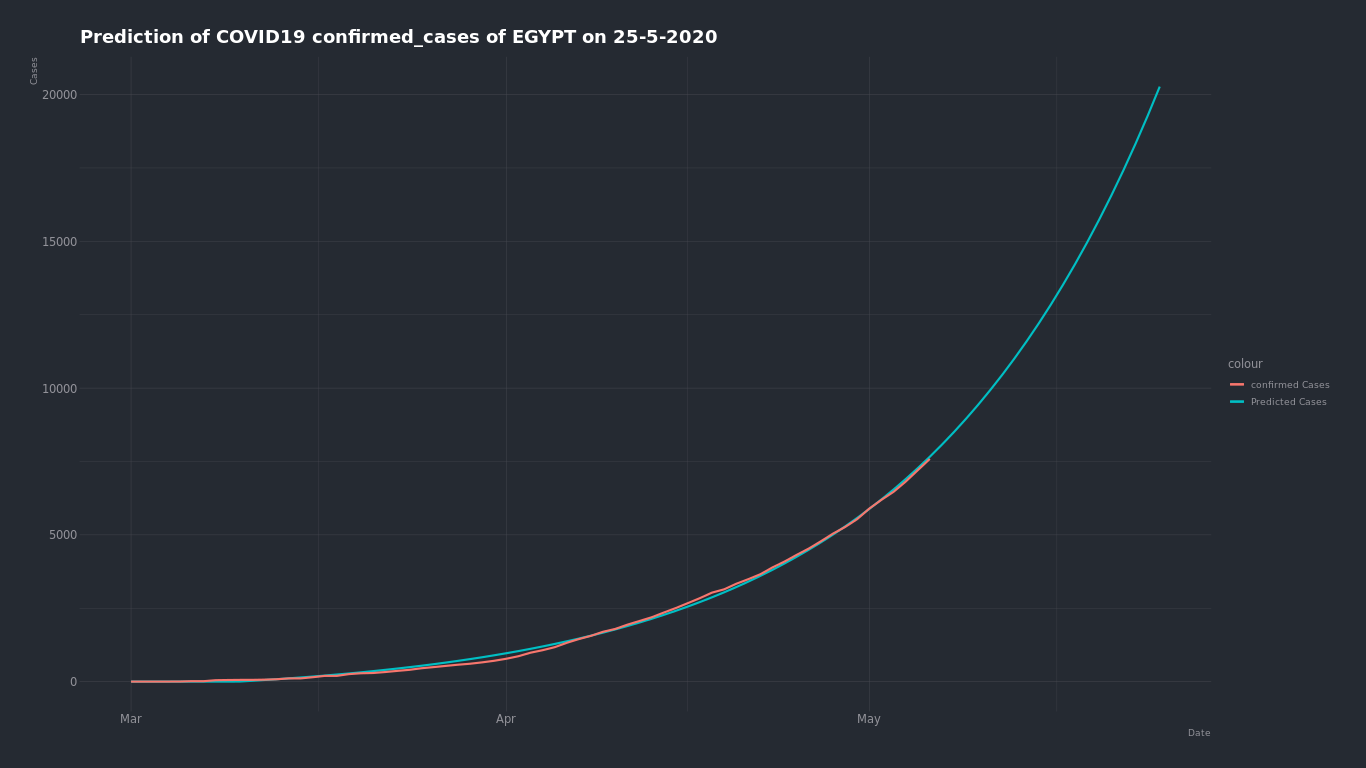 Prediction of COVID19 confirmed_cases of EGYPT on 25-5-2020
Cases
20000
15000
10000
5000
0
Mar
Apr
May
Date
colour
confirmed Cases
Predicted Cases